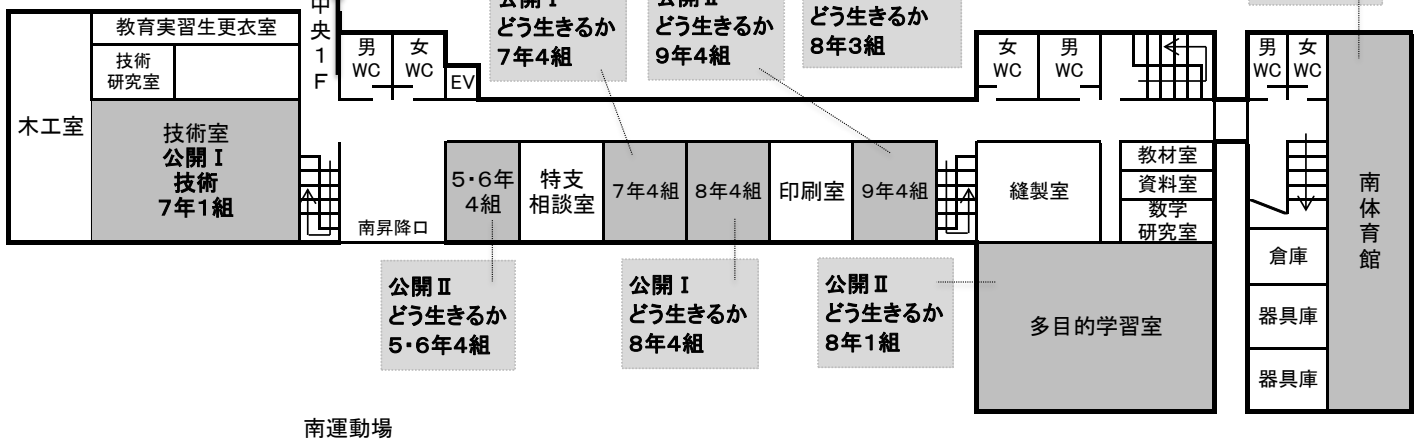 中央1F
公開Ⅰ
どう生きるか
7年4組
公開Ⅱ
どう生きるか
9年4組
どう生きるか
8年3組
教育実習生更衣室
技術
研究室
木工室
技術室
公開Ⅰ
技術
7年1組
男
WC
女
WC
EV
女
WC
男
WC
男
WC
女
WC
5・6年
4組
特支
相談室
7年4組
8年4組
印刷室
9年4組
縫製室
教材室
資料室
数学
研究室
南昇降口
南体育館
倉庫
器具庫
器具庫
多目的学習室
公開Ⅱ
どう生きるか
5・6年4組
公開Ⅰ
どう生きるか
8年4組
公開Ⅱ
どう生きるか
8年1組
南運動場